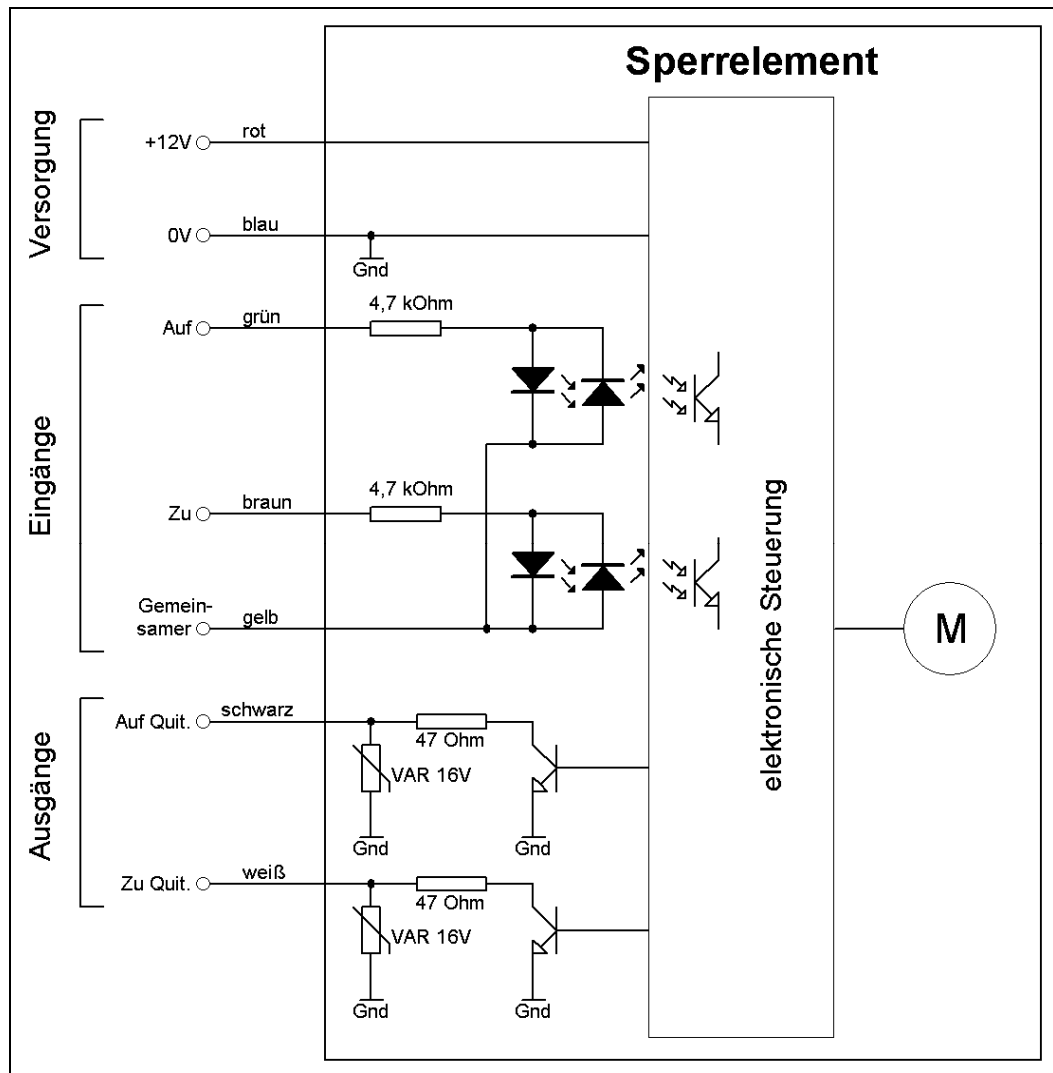 Sperrelement
Versorgung
+12V
rot
0V
blau
Gnd
Eingänge
Auf
grün
4,7 kOhm
Zu
braun
4,7 kOhm
Gemein-
samer
gelb
elektronische Steuerung
M
Ausgänge
Auf Quit.
schwarz
47 Ohm
VAR 16V
Gnd
Gnd
Zu Quit.
weiß
47 Ohm
VAR 16V
Gnd
Gnd